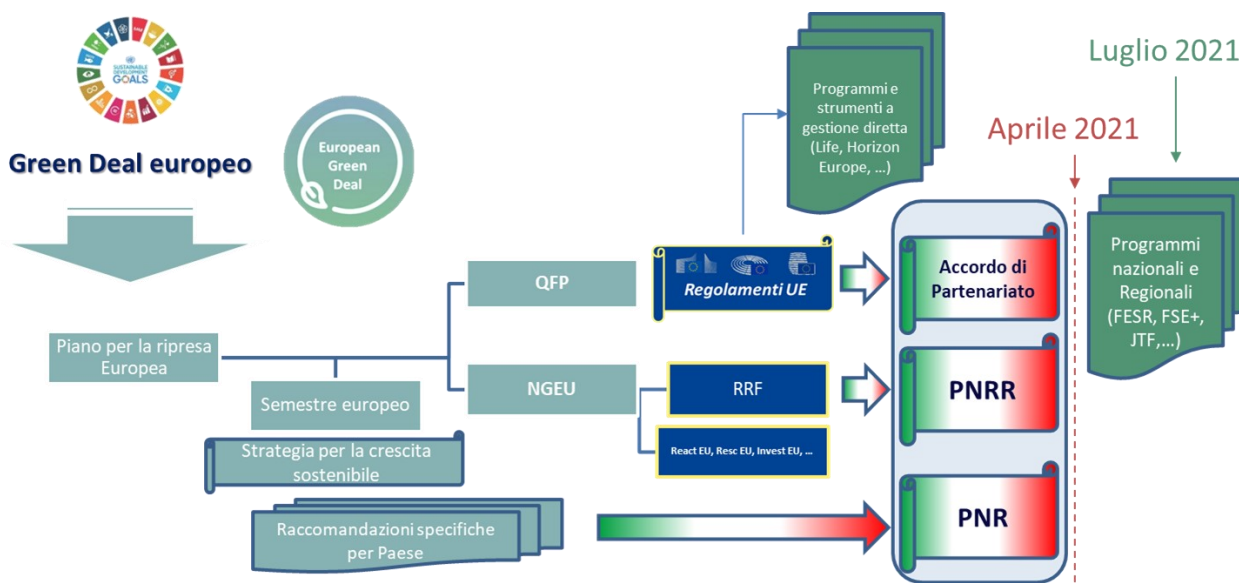 SUSTAINABLE
DEVELOPMENT
GOALS
Green Deal europeo
European
Green
Deal
Programmi e
strumenti a
gestione diretta
(Life, Horizon
Europe, ...)
Luglio 2021
Aprile 2021
QFP
Regolamenti UE
Accordo di
Partenariato
Programmi
nazionali e
Regionali
(FESR, FSE+,
JTF,...)
Piano per la ripresa
Europea
Semestre europeo
NGEU
RRF
PNRR
Strategia per la crescita
sostenibile
React EU, Resc EU, Invest EU, ...
Raccomandazioni specifiche
per Paese
PNR